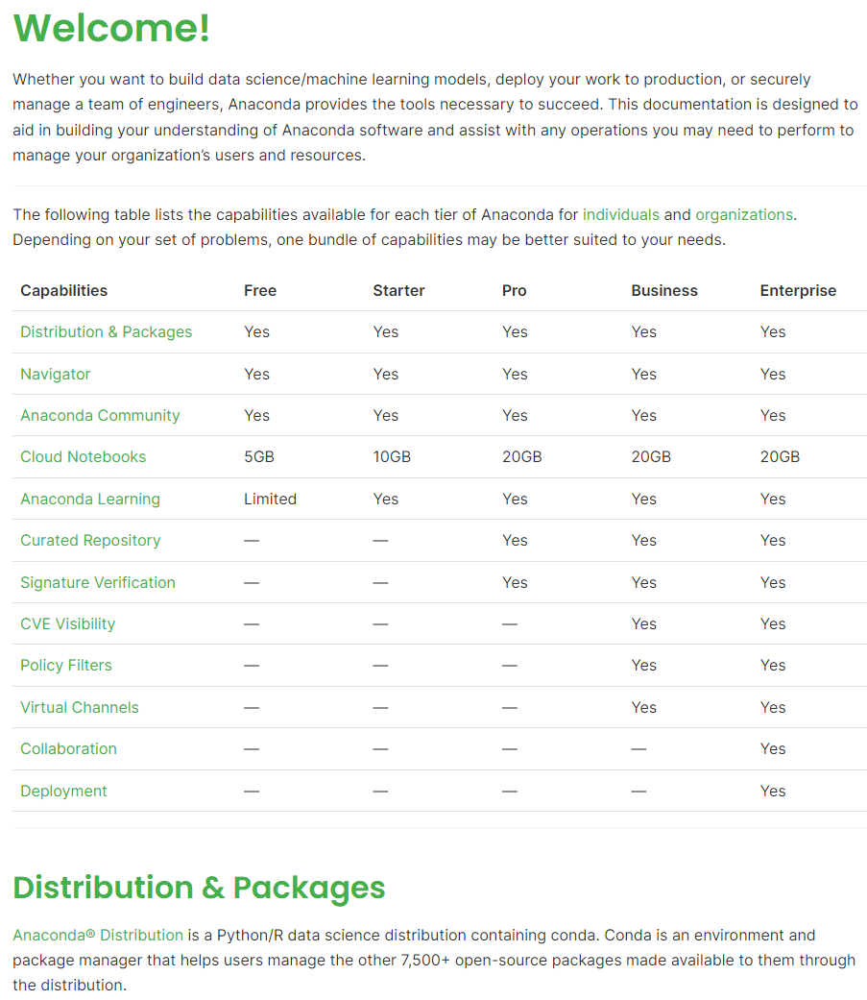 Welcome!
Whether you want to build data science/machine learning models, deploy your work to production, or securely
manage a team of engineers, Anaconda provides the tools necessary to succeed. This documentation is designed to
aid in building your understanding of Anaconda software and assist with any operations you may need to perform to
manage your organization’s users and resources.
The following table lists the capabilities available for each tier of Anaconda for individuals and organizations.
Depending on your set of problems, one bundle of capabilities may be better suited to your needs.
Capabilities Free Starter Pro Business Enterprise
Distribution & Packages Yes Yes Yes Yes Yes
Navigator Yes Yes Yes Yes Yes
Anaconda Community Yes Yes Yes Yes Yes
Cloud Notebooks 5GB 10GB 20GB 20GB 20GB
Anaconda Learning Limited Yes Yes Yes Yes
Curated Repository — — Yes Yes Yes
Signature Verification — — Yes Yes Yes
CVE Visibility — — — Yes Yes
Policy Filters — — — Yes Yes
Virtual Channels — — — Yes Yes
Collaboration — — — — Yes
Deployment — — — — Yes
Distribution & Packages
Anaconda® Distribution is a Python/R data science distribution containing conda. Conda is an environment and
package manager that helps users manage the other 7,500+ open-source packages made available to them through
the distribution.